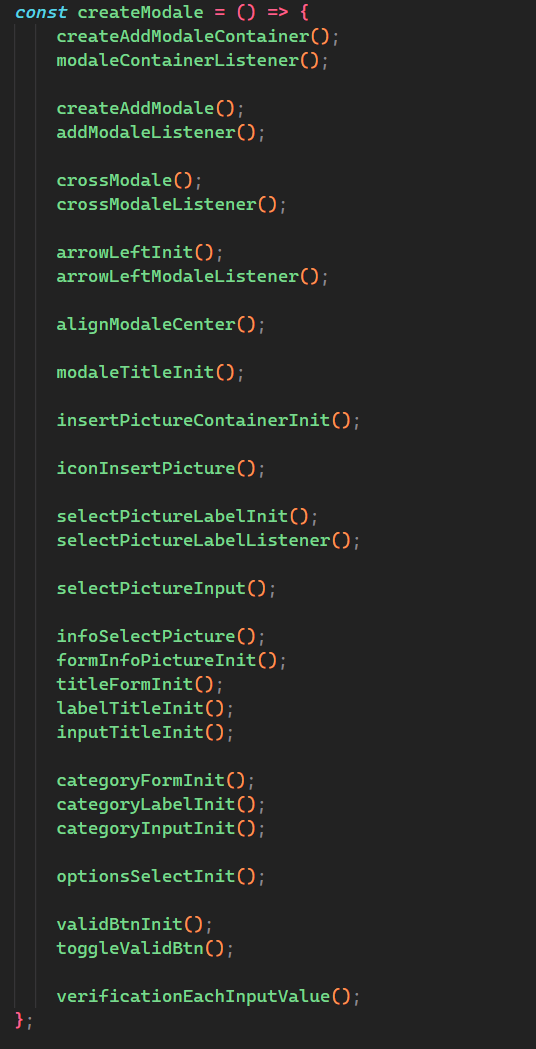 const createModale = () => {
createAddModaleContainer();
modaleContainerListener();
createAddModale();
addModaleListener();
crossModale();
crossModaleListener();
arrowLeftInit();
arrowLeftModaleListener();
alignModaleCenter();
modaleTitleInit();
insertPictureContainerInit();
iconInsertPicture();
selectPictureLabelInit();
selectPictureLabelListener();
selectPictureInput();
infoSelectPicture();
formInfoPictureInit();
titleFormInit();
labelTitleInit();
inputTitleInit();
categoryFormInit();
categoryLabelInit();
categoryInputInit();
optionsSelectInit();
validBtnInit();
toggleValidBtn();
verificationEachInputValue();
};